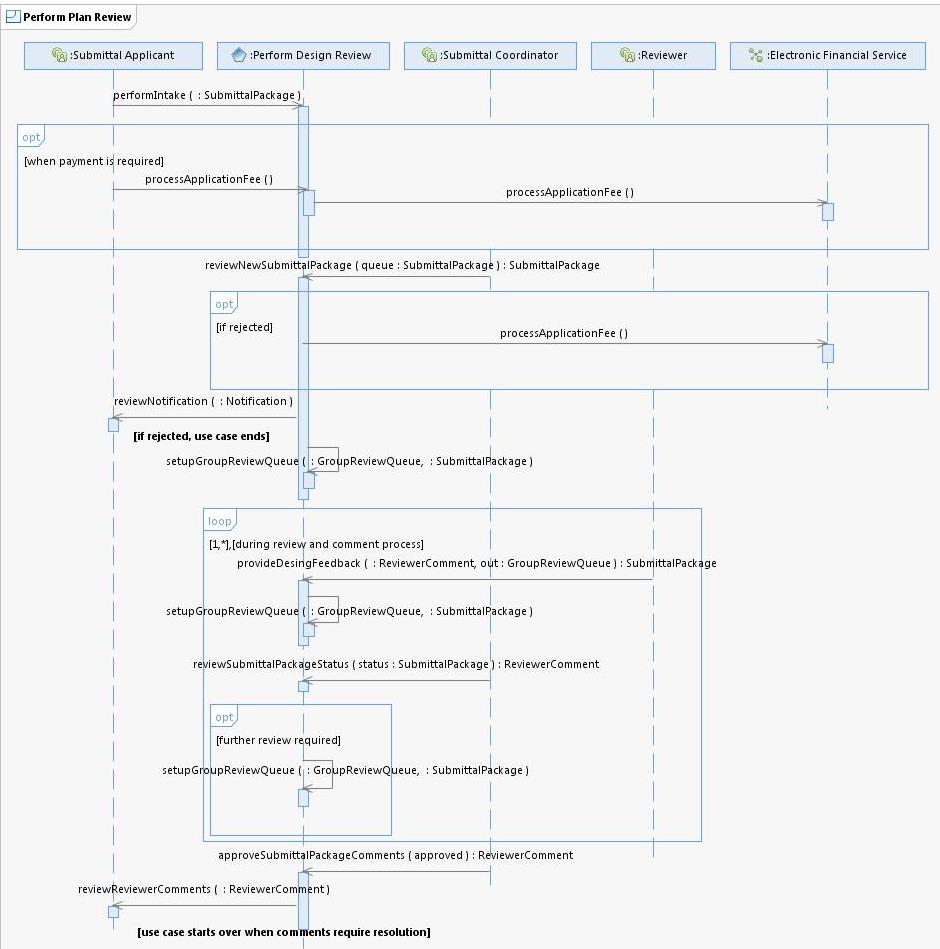 Perform Plan Review
:Submittal Applicant
:Perform Design Review
:Submittal Coordinator
:Reviewer
:Electronic Financial Service
performIntake ( : SubmittalPackage )
opt
[when payment is required]
processApplicationFee ( )
processApplicationFee ( )
reviewNewSubmittalPackage ( queue : SubmittalPackage ) : SubmittalPackage
opt
[if rejected]
processApplicationFee ( )
reviewNotification ( : Notification )
[if rejected, use case ends]
setupGroupReviewQueue ( : GroupReviewQueue, : SubmittalPackage )
loop
[1,*],[during review and comment process]
provideDesingFeedback ( : ReviewerComment, out : GroupReviewQueue ) : SubmittalPackage
setupGroupReviewQueue ( : GroupReviewQueue, : SubmittalPackage )
reviewSubmittalPackageStatus ( status : SubmittalPackage ) : ReviewerComment
opt
[further review required]
setupGroupReviewQueue ( : GroupReviewQueue, : SubmittalPackage )
approveSubmittalPackageComments ( approved ) : ReviewerComment
reviewReviewerComments ( : ReviewerComment )
[use case starts over when comments require resolution]